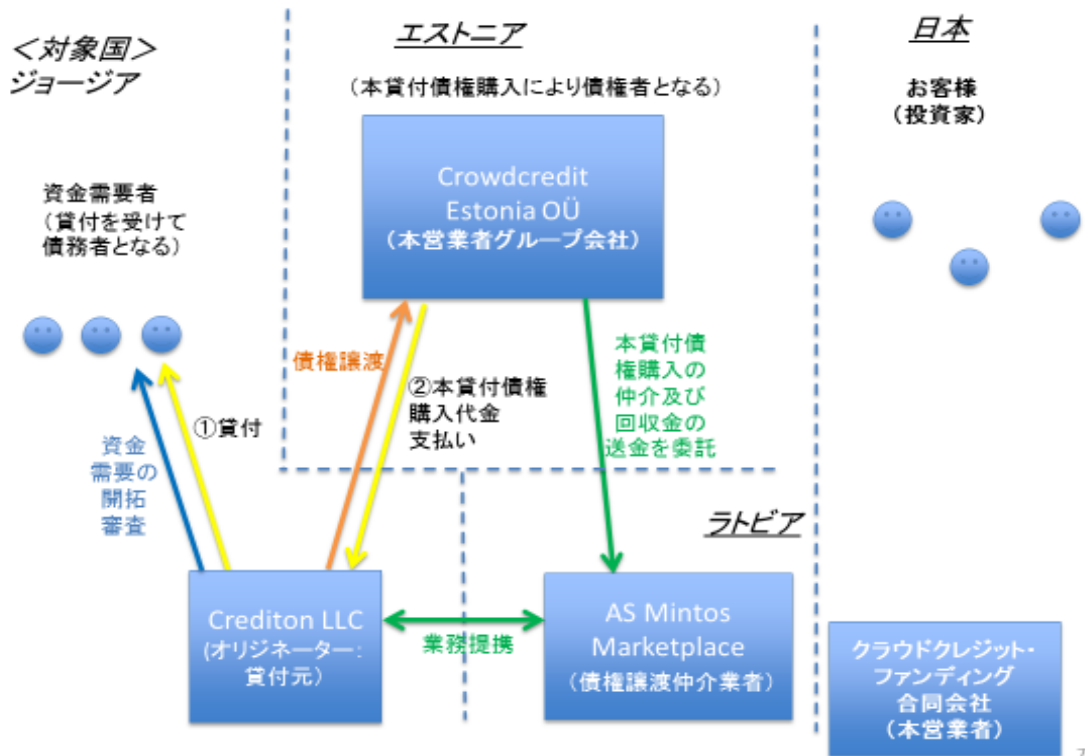 <対象国>
ジョージア
エストニア
日本
(本貸付債権購入により債権者となる)
お客様
(投資家)
資金需要者
(貸付を受けて
債務者となる)
Crowdcredit
Estonia OÜ
(本営業者グループ会社)
債権譲渡
②本貸付債権
購入代金
支払い
本貸付債
権購入の
仲介及び
回収金の
送金を委託
①貸付
資金
需要の
開拓
審査
ラトビア
Crediton LLC
(オリジネーター:
貸付元)
業務提携
AS Mintos
Marketplace
(債権譲渡仲介業者)
クラウドクレジット・
ファンディング
合同会社
(本営業者)